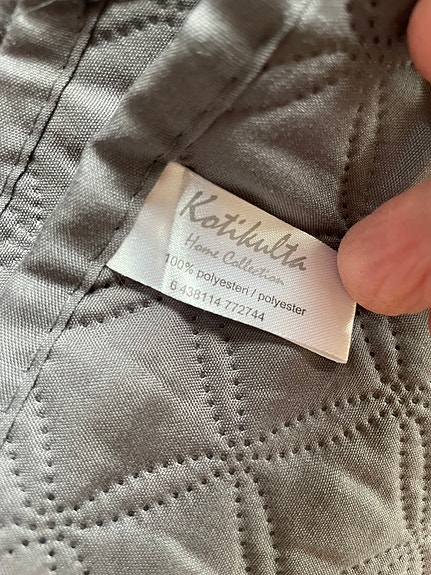 Kotikulta
Home Collection
100% polyesteri / polyester
6 438114 772744